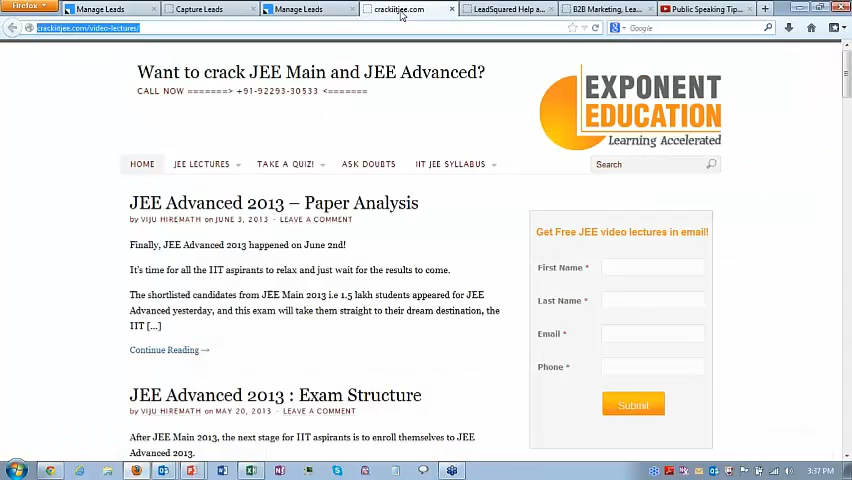 Firefox
Manage Leads
Capture Leads
Manage Leads
crackiitjee.com
LeadSquared Help a...
B2B Marketing, Lea...
Public Speaking Tip...
crackiitjee.com/video-lectures/
Google
Want to crack JEE Main and JEE Advanced?
CALL NOW =======> +91-92293-30533 <=======
EXPONENT
EDUCATION
Learning Accelerated
HOME JEE LECTURES TAKE A QUIZ! ASK DOUBTS IIT JEE SYLLABUS
Search
JEE Advanced 2013 – Paper Analysis
by VIJU HIREMATH on JUNE 3, 2013 · LEAVE A COMMENT
Finally, JEE Advanced 2013 happened on June 2nd!
It's time for all the IIT aspirants to relax and just wait for the results to come.
The shortlisted candidates from JEE Main 2013 i.e 1.5 lakh students appeared for JEE
Advanced yesterday, and this exam will take them straight to their dream destination, the
IIT [...]
Continue Reading →
JEE Advanced 2013 : Exam Structure
by VIJU HIREMATH on MAY 20, 2013 · LEAVE A COMMENT
After JEE Main 2013, the next stage for IIT aspirants is to enroll themselves to JEE
Advanced 2013.
Get Free JEE video lectures in email!
First Name *
Last Name *
Email *
Phone *
Submit
3:37 PM